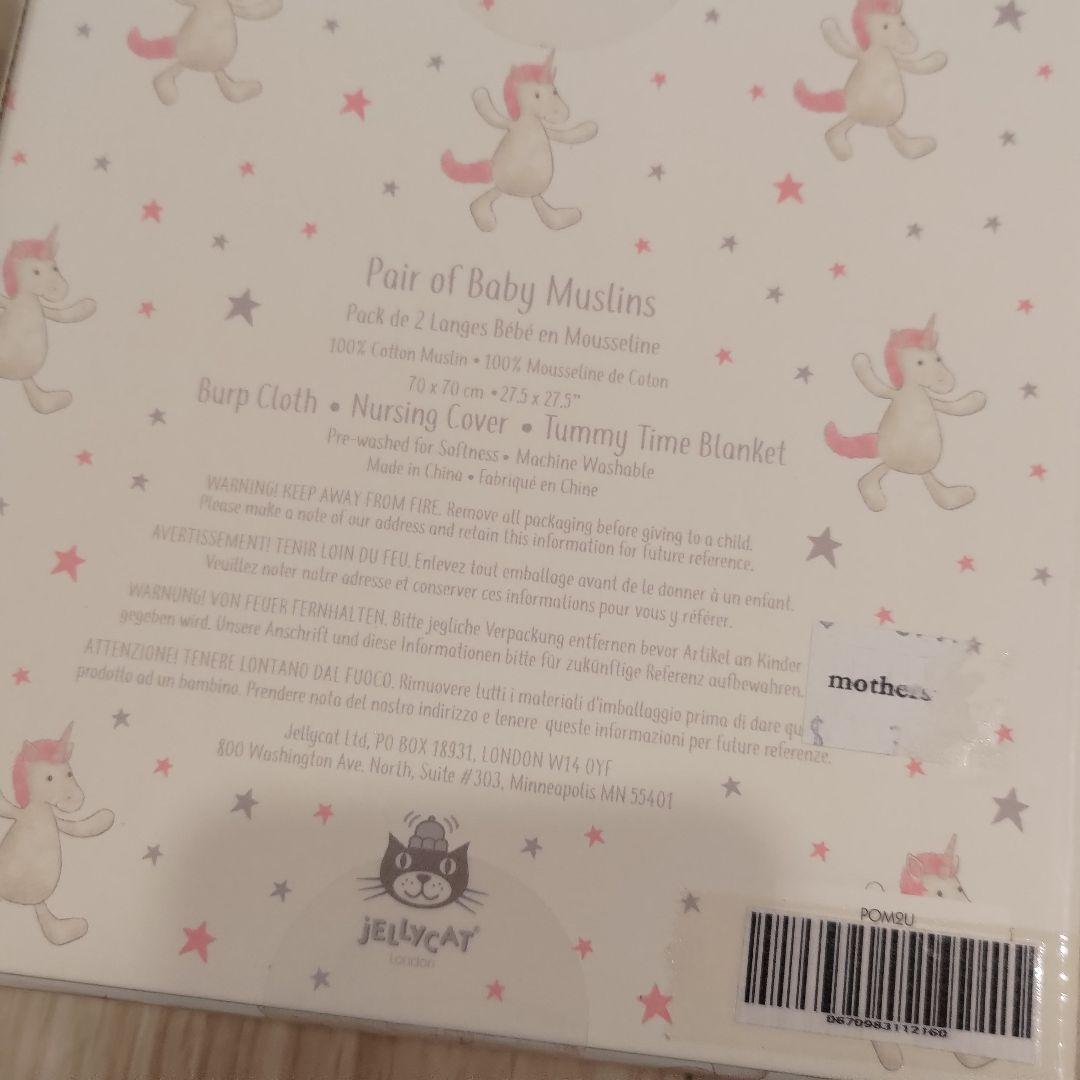 Pair of Baby Muslins
Pack de 2 Langes Bébé en Mousseline
100% Cotton Muslin • 100% Mousseline de Coton
70 x 70 cm • 27.5 x 27.5"
Burp Cloth • Nursing Cover • Tummy Time Blanket
Pre-washed for Softness • Machine Washable
Made in China • Fabriqué en Chine
WARNING! KEEP AWAY FROM FIRE. Remove all packaging before giving to a child.
Please make a note of our address and retain this information for future reference.
AVERTISSEMENT! TENIR LOIN DU FEU. Enlevez tout emballage avant de le donner à un enfant.
Veuillez noter notre adresse et conserver ces informations pour vous y référer.
WARNUNG! VON FEUER FERNHALTEN. Bitte jegliche Verpackung entfernen bevor Artikel an Kinder
gegeben wird. Unsere Anschrift und diese Informationen bitte für zukünftige Referenz aufbewahren.
ATTENZIONE! TENERE LONTANO DAL FUOCO. Rimuovere tutti i materiali d'imballaggio prima di dare qu
prodotto ad un bambino. Prendere nota del nostro indirizzo e tenere queste informazioni per future referenze.
mothers
$
Jellycat Ltd, PO BOX 18931, LONDON W14 0YF
800 Washington Ave. North, Suite #303, Minneapolis MN 55401
JELLYCAT
London
POM2U
0670983112160